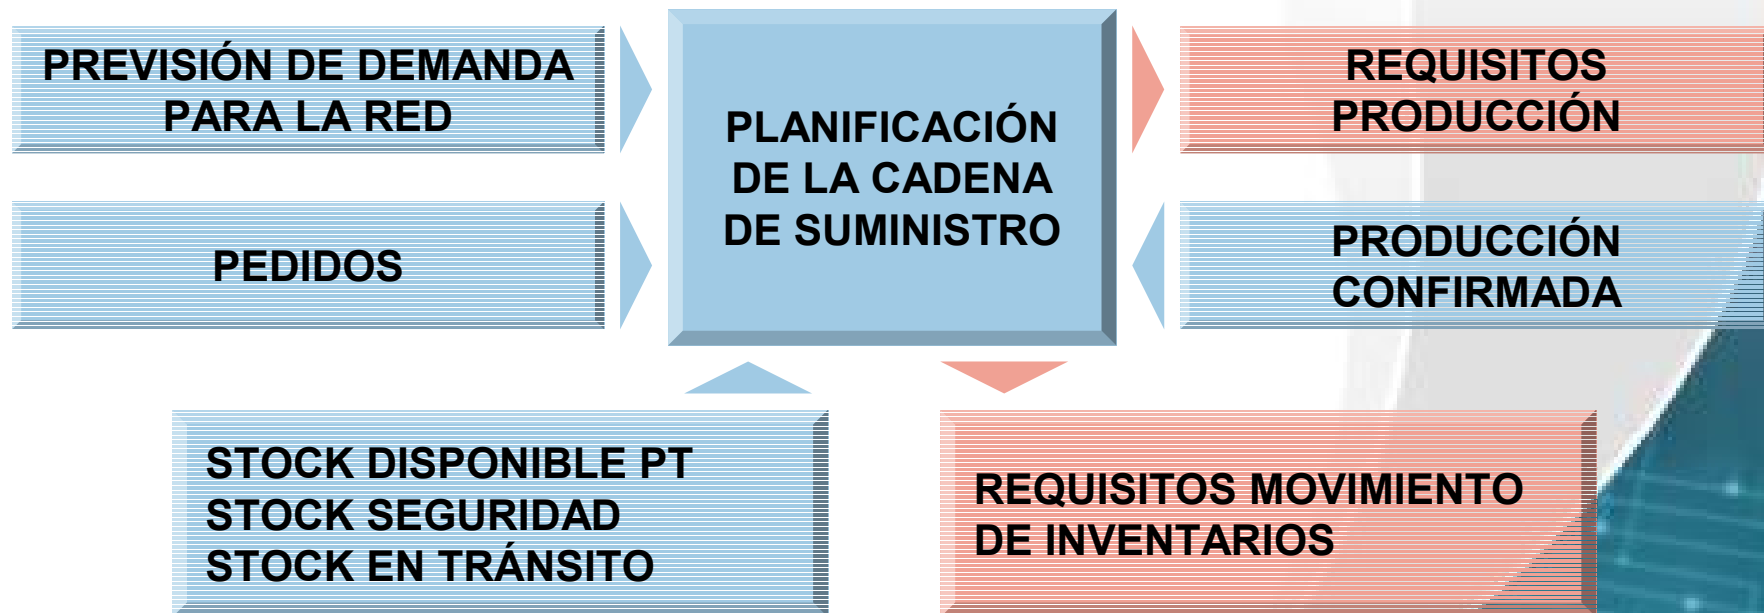 PREVISIÓN DE DEMANDA
PARA LA RED
PEDIDOS
PLANIFICACIÓN
DE LA CADENA
DE SUMINISTRO
REQUISITOS
PRODUCCIÓN
PRODUCCIÓN
CONFIRMADA
STOCK DISPONIBLE PT
STOCK SEGURIDAD
STOCK EN TRÁNSITO
REQUISITOS MOVIMIENTO
DE INVENTARIOS